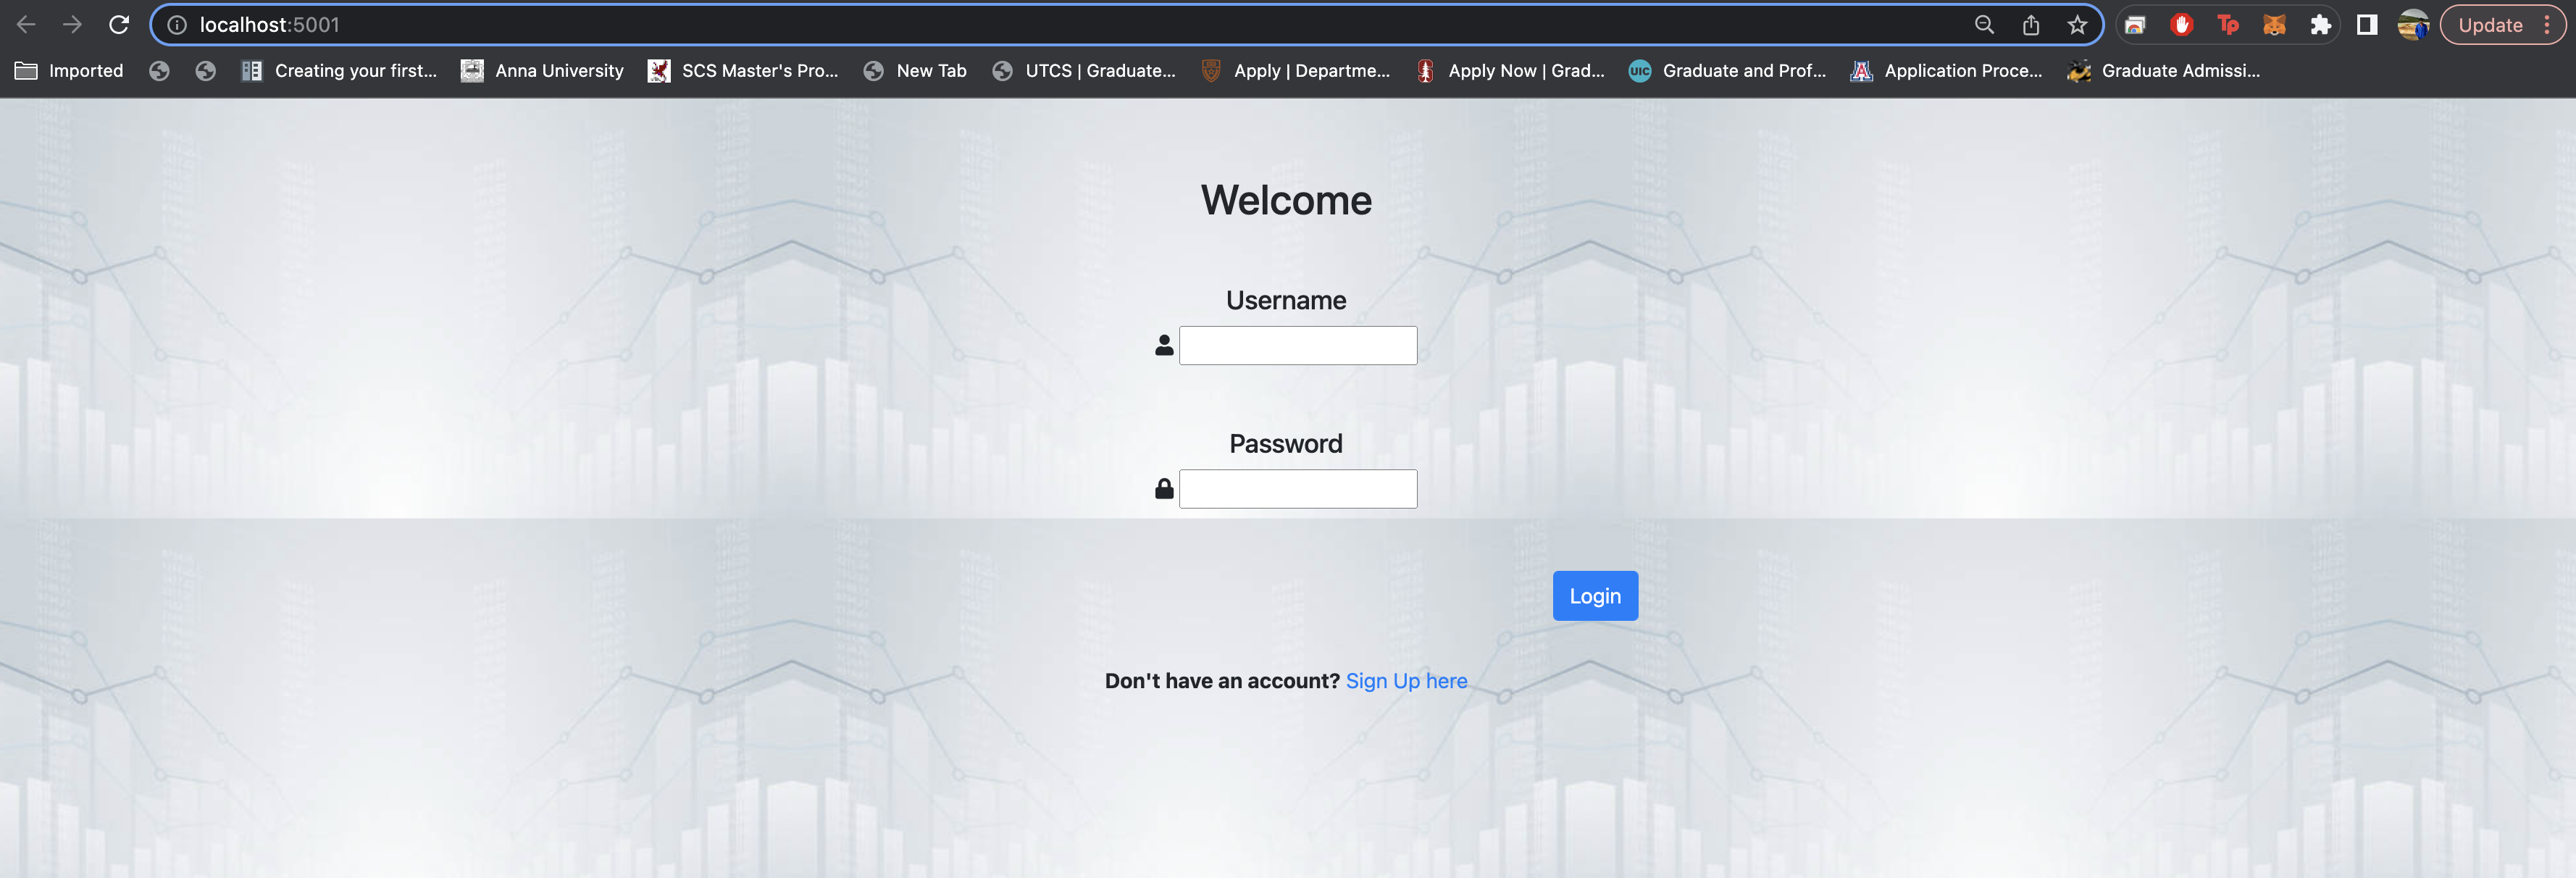 localhost:5001
Update
Imported
Creating your first...
Anna University
SCS Master's Pro...
New Tab
UTCS | Graduate...
Apply | Departme...
Apply Now | Grad...
UIC
Graduate and Prof...
Application Proce...
Graduate Admissi...
Tp
Welcome
Username
Password
Login
Don't have an account? Sign Up here